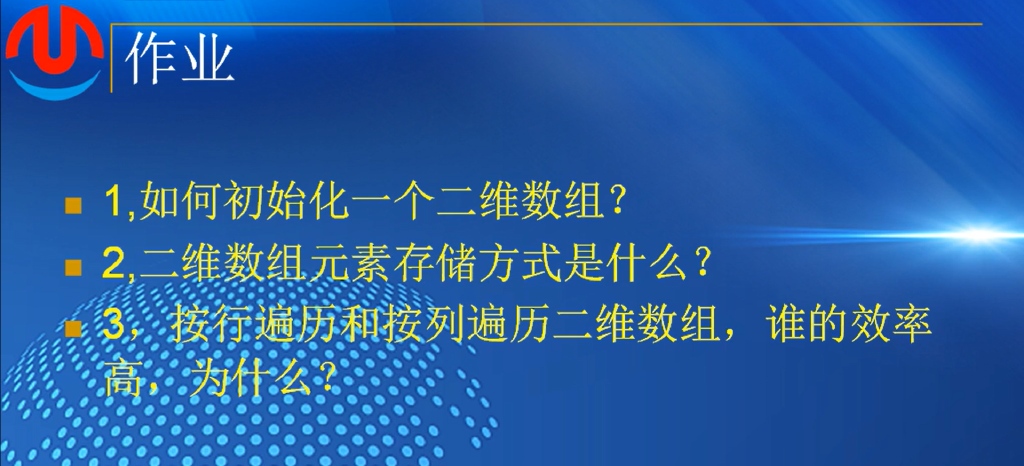 作业
1,如何初始化一个二维数组?
2,二维数组元素存储方式是什么?
3，按行遍历和按列遍历二维数组，谁的效率
高，为什么?